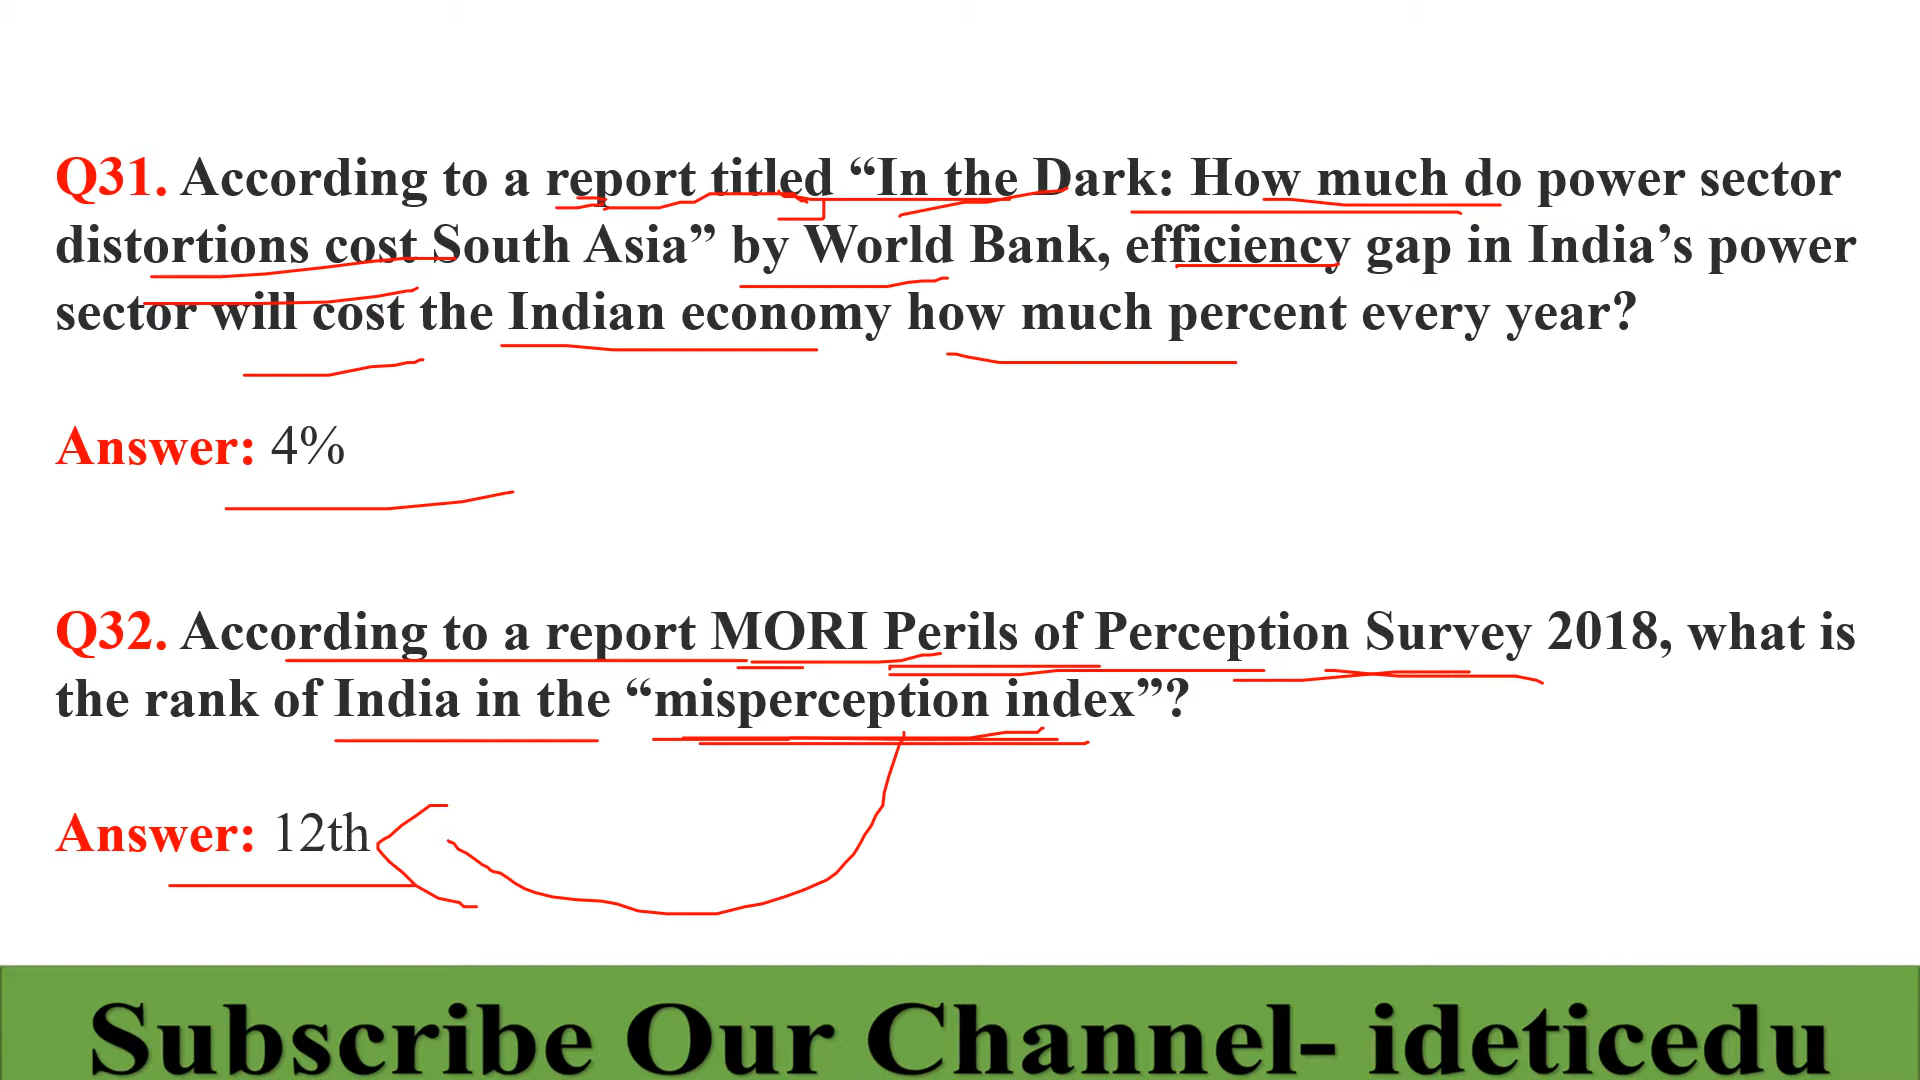 Q31. According to a report titled “In the Dark: How much do power sector
distortions cost South Asia” by World Bank, efficiency gap in India’s power
sector will cost the Indian economy how much percent every year?
Answer: 4%
Q32. According to a report MORI Perils of Perception Survey 2018, what is
the rank of India in the “misperception index”?
Answer: 12th
Subscribe Our Channel- ideticedu